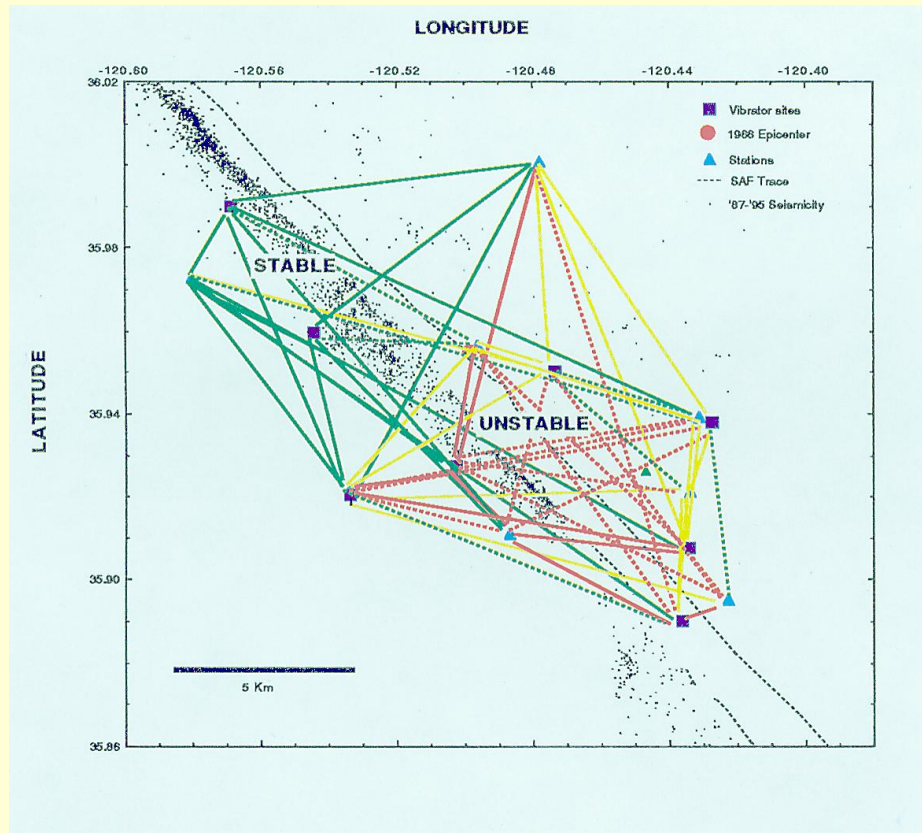 LONGITUDE
-120.60 -120.56 -120.52 -120.48 -120.44 -120.40
36.02
Vibrator sites
1966 Epicenter
Stations
SAF Trace
'87-'95 Seismicity
35.98
STABLE
LATITUDE
35.94
UNSTABLE
35.90
5 Km
35.86